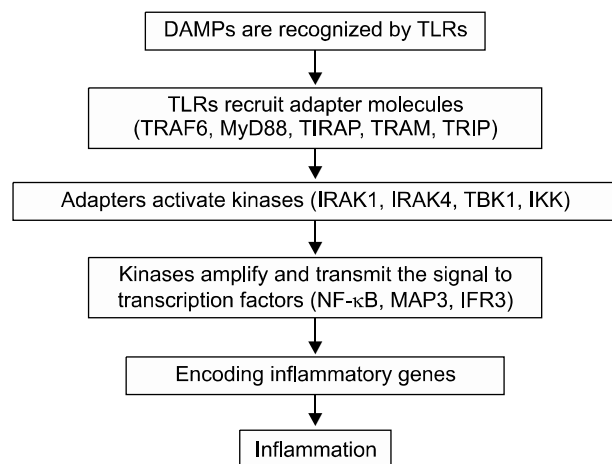 DAMPs are recognized by TLRs
TLRs recruit adapter molecules
(TRAF6, MyD88, TIRAP, TRAM, TRIP)
Adapters activate kinases (IRAK1, IRAK4, TBK1, IKK)
Kinases amplify and transmit the signal to
transcription factors (NF-κB, MAP3, IFR3)
Encoding inflammatory genes
Inflammation